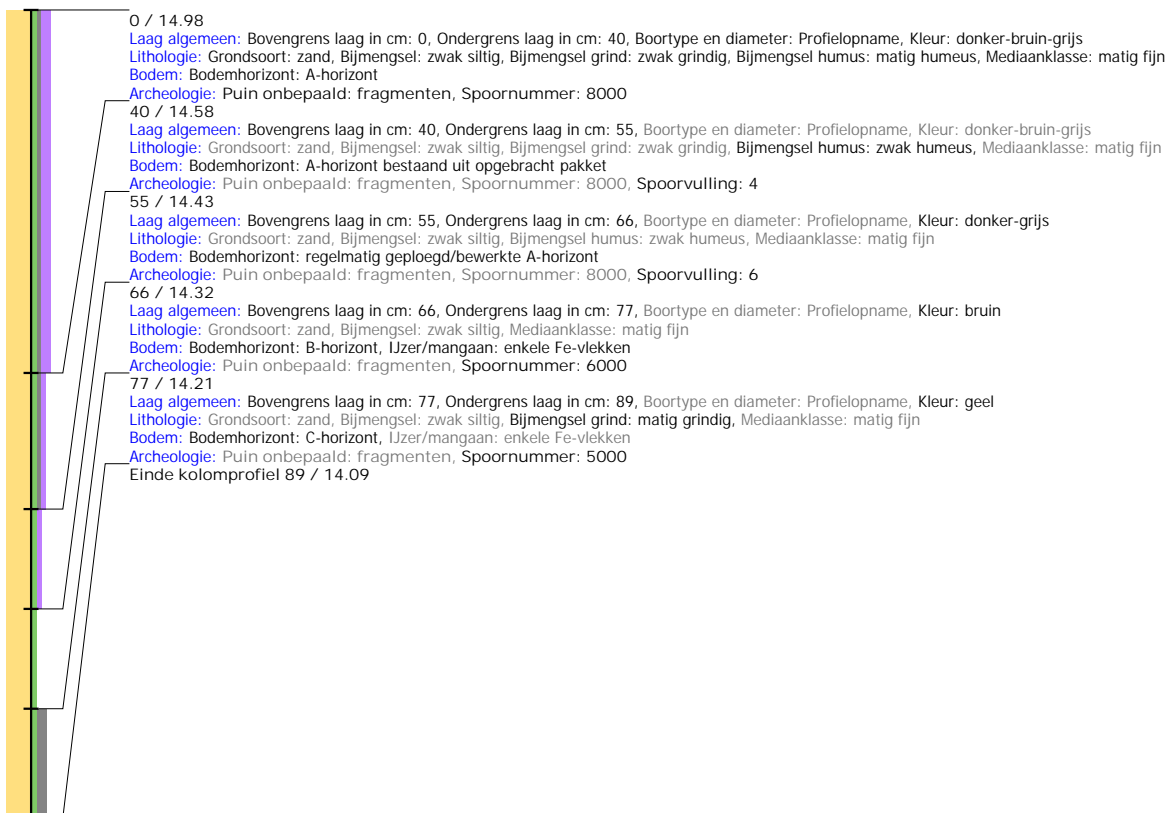 0 / 14.98
Laag algemeen: Bovengrens laag in cm: 0, Ondergrens laag in cm: 40, Boortype en diameter: Profielopname, Kleur: donker-bruin-grijs
Lithologie: Grondsoort: zand, Bijmengsel: zwak siltig, Bijmengsel grind: zwak grindig, Bijmengsel humus: matig humeus, Mediaanklasse: matig fijn
Bodem: Bodemhorizont: A-horizont
Archeologie: Puin onbepaald: fragmenten, Spoornummer: 8000
40 / 14.58
Laag algemeen: Bovengrens laag in cm: 40, Ondergrens laag in cm: 55, Boortype en diameter: Profielopname, Kleur: donker-bruin-grijs
Lithologie: Grondsoort: zand, Bijmengsel: zwak siltig, Bijmengsel grind: zwak grindig, Bijmengsel humus: zwak humeus, Mediaanklasse: matig fijn
Bodem: Bodemhorizont: A-horizont bestaand uit opgebracht pakket
Archeologie: Puin onbepaald: fragmenten, Spoornummer: 8000, Spoorvulling: 4
55 / 14.43
Laag algemeen: Bovengrens laag in cm: 55, Ondergrens laag in cm: 66, Boortype en diameter: Profielopname, Kleur: donker-grijs
Lithologie: Grondsoort: zand, Bijmengsel: zwak siltig, Bijmengsel humus: zwak humeus, Mediaanklasse: matig fijn
Bodem: Bodemhorizont: regelmatig geploegd/bewerkte A-horizont
Archeologie: Puin onbepaald: fragmenten, Spoornummer: 8000, Spoorvulling: 6
66 / 14.32
Laag algemeen: Bovengrens laag in cm: 66, Ondergrens laag in cm: 77, Boortype en diameter: Profielopname, Kleur: bruin
Lithologie: Grondsoort: zand, Bijmengsel: zwak siltig, Mediaanklasse: matig fijn
Bodem: Bodemhorizont: B-horizont, IJzer/mangaan: enkele Fe-vlekken
Archeologie: Puin onbepaald: fragmenten, Spoornummer: 6000
77 / 14.21
Laag algemeen: Bovengrens laag in cm: 77, Ondergrens laag in cm: 89, Boortype en diameter: Profielopname, Kleur: geel
Lithologie: Grondsoort: zand, Bijmengsel: zwak siltig, Bijmengsel grind: matig grindig, Mediaanklasse: matig fijn
Bodem: Bodemhorizont: C-horizont, IJzer/mangaan: enkele Fe-vlekken
Archeologie: Puin onbepaald: fragmenten, Spoornummer: 5000
Einde kolomprofiel 89 / 14.09